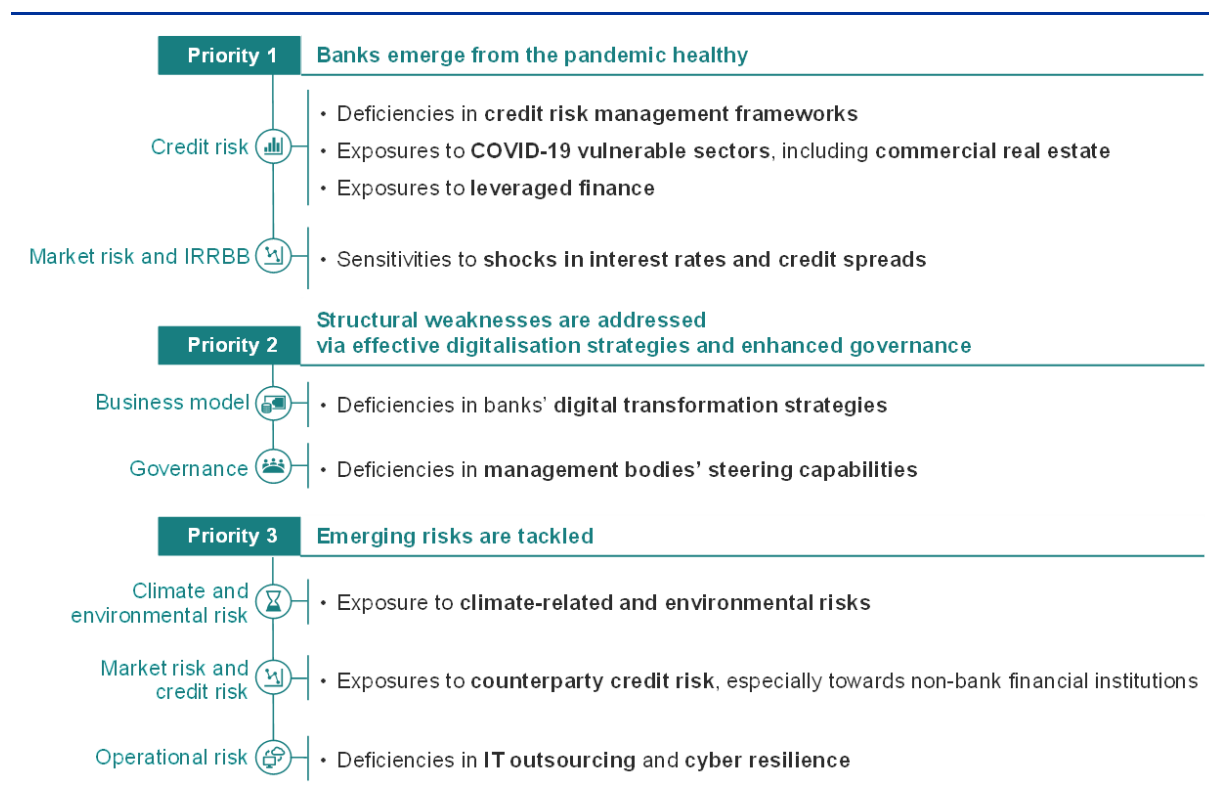 Priority 1
Banks emerge from the pandemic healthy
Credit risk
• Deficiencies in credit risk management frameworks
• Exposures to COVID-19 vulnerable sectors, including commercial real estate
• Exposures to leveraged finance
Market risk and IRRBB
• Sensitivities to shocks in interest rates and credit spreads
Priority 2
Structural weaknesses are addressed
via effective digitalisation strategies and enhanced governance
Business model
• Deficiencies in banks’ digital transformation strategies
Governance
• Deficiencies in management bodies’ steering capabilities
Priority 3
Emerging risks are tackled
Climate and
environmental risk
• Exposure to climate-related and environmental risks
Market risk and
credit risk
• Exposures to counterparty credit risk, especially towards non-bank financial institutions
Operational risk
• Deficiencies in IT outsourcing and cyber resilience